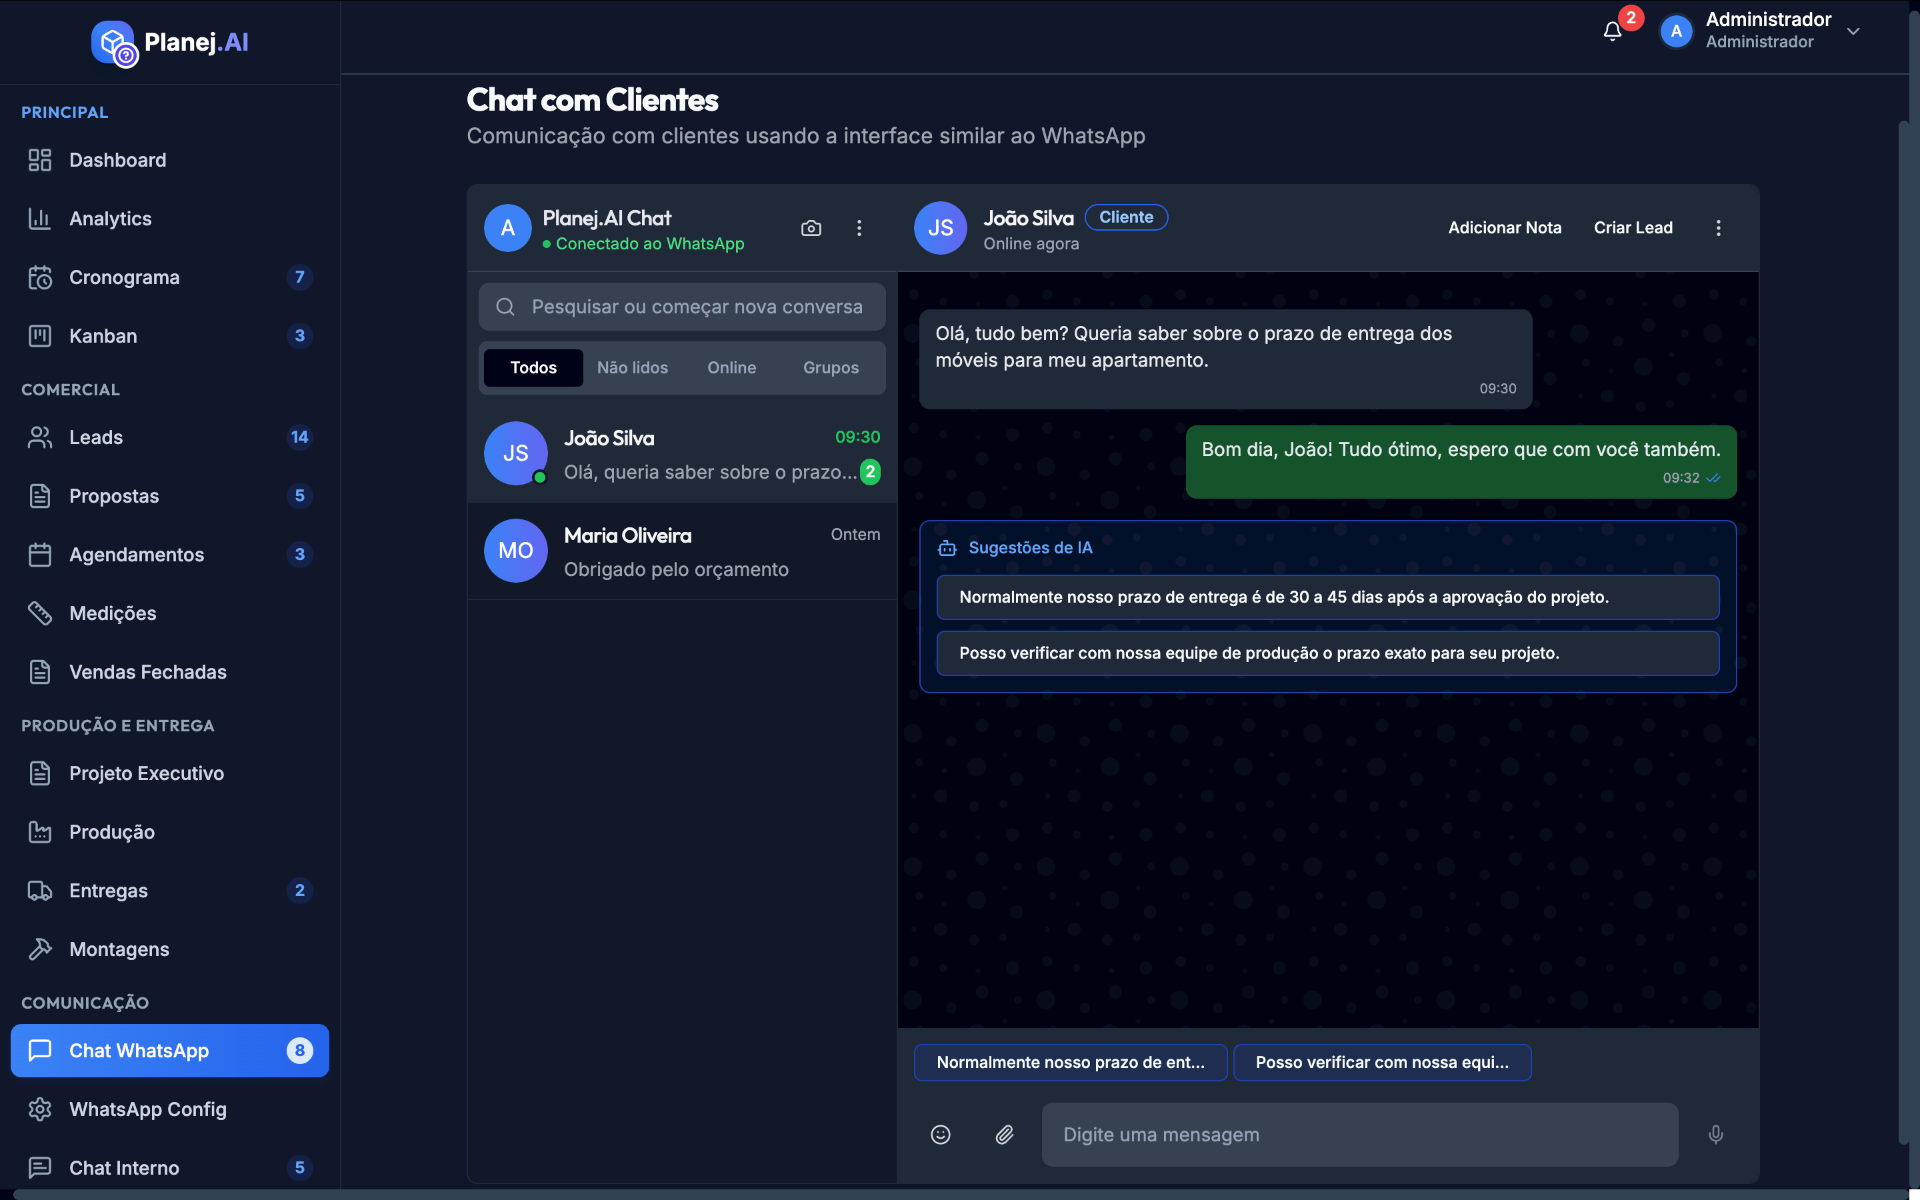 Planej.AI
PRINCIPAL
Dashboard
Analytics
Cronograma 7
Kanban 3
COMERCIAL
Leads 14
Propostas 5
Agendamentos 3
Medições
Vendas Fechadas
PRODUÇÃO E ENTREGA
Projeto Executivo
Produção
Entregas 2
Montagens
COMUNICAÇÃO
Chat WhatsApp 8
WhatsApp Config
Chat Interno 5
2
A
Administrador
Administrador
Chat com Clientes
Comunicação com clientes usando a interface similar ao WhatsApp
A
Planej.AI Chat
Conectado ao WhatsApp
Pesquisar ou começar nova conversa
Todos Não lidos Online Grupos
JS
João Silva 09:30
Olá, queria saber sobre o prazo... 2
MO
Maria Oliveira Ontem
Obrigado pelo orçamento
JS
João Silva Cliente
Online agora
Adicionar Nota Criar Lead
Olá, tudo bem? Queria saber sobre o prazo de entrega dos
móveis para meu apartamento.
09:30
Bom dia, João! Tudo ótimo, espero que com você também.
09:32
Sugestões de IA
Normalmente nosso prazo de entrega é de 30 a 45 dias após a aprovação do projeto.
Posso verificar com nossa equipe de produção o prazo exato para seu projeto.
Normalmente nosso prazo de ent... Posso verificar com nossa equi...
Digite uma mensagem